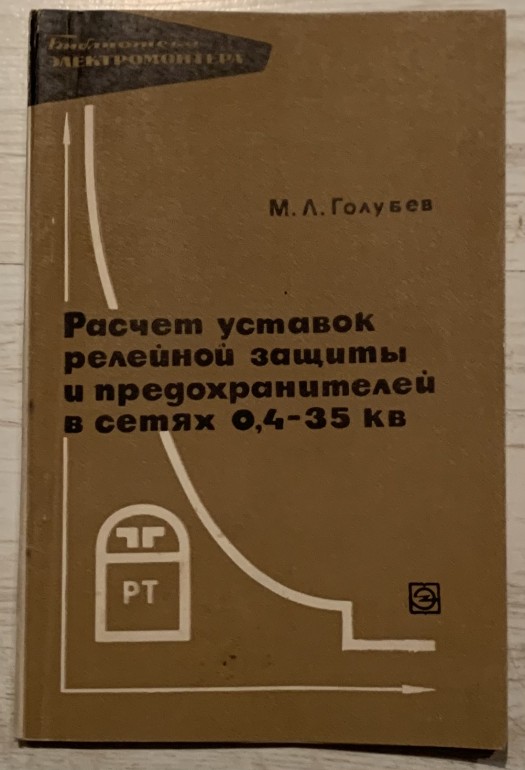 Библиотека
ЭЛЕКТРОМОНТЕРА
М. Л. Голубев
Расчет уставок
релейной защиты
и предохранителей
в сетях 0,4-35 кв
РТ